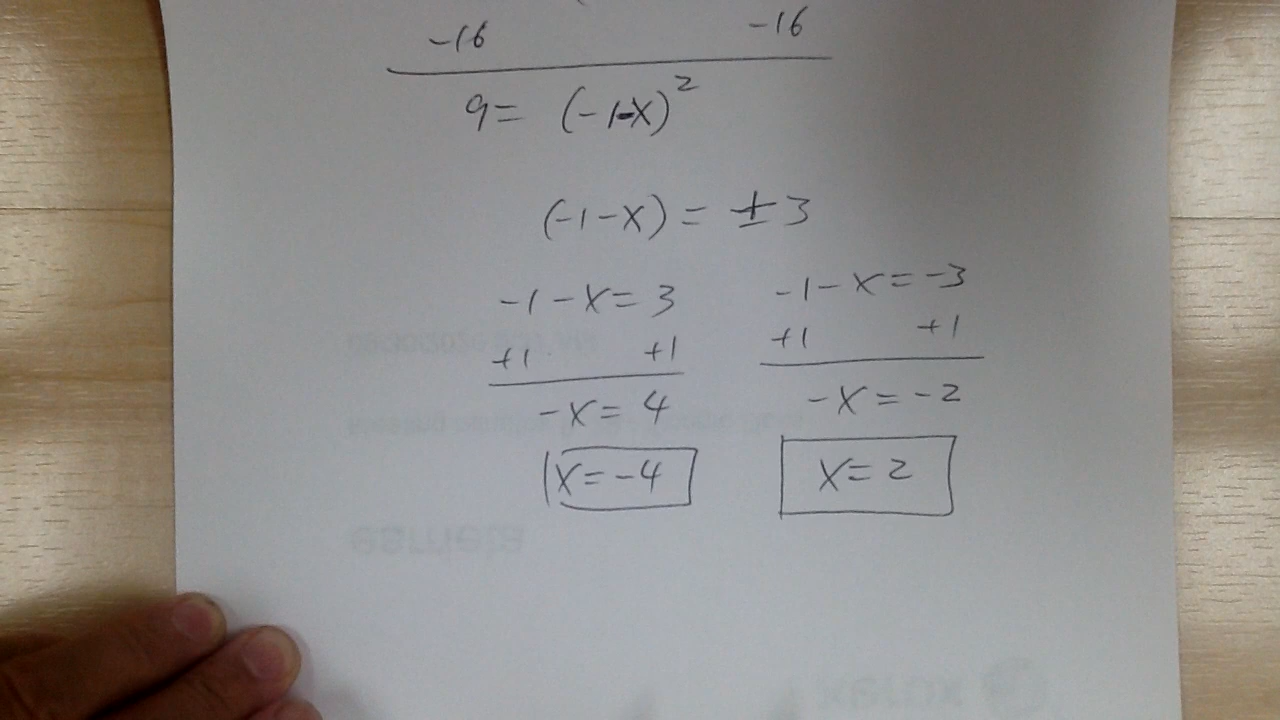 -16 -16
9 = (-1-x)²
(-1-x) = ±3
-1-x = 3 -1-x = -3
+1 +1 +1 +1
-x = 4 -x = -2
x = -4 x = 2